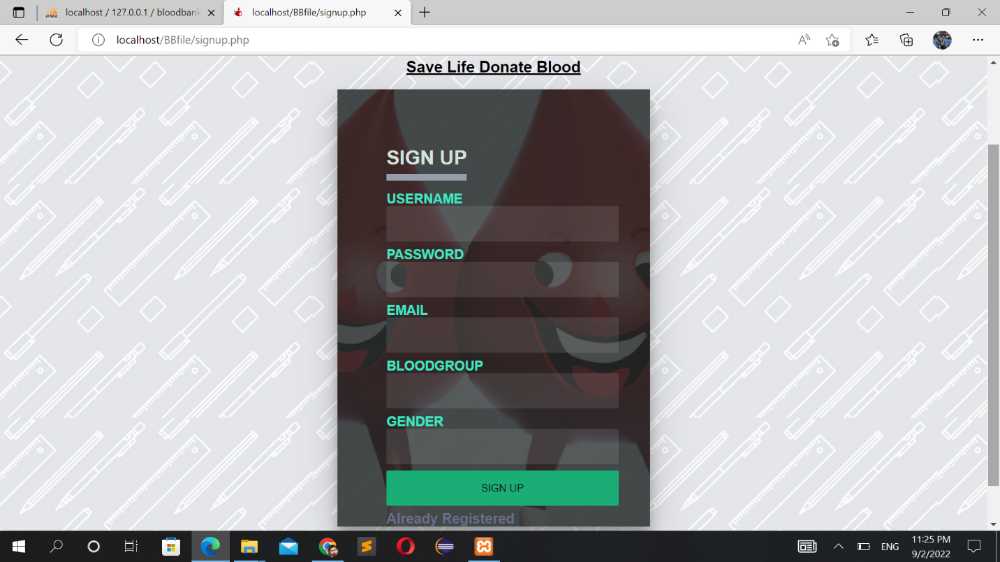 localhost / 127.0.0.1 / bloodbank
localhost/BBfile/signup.php
localhost/BBfile/signup.php
Save Life Donate Blood
SIGN UP
USERNAME
PASSWORD
EMAIL
BLOODGROUP
GENDER
SIGN UP
Already Registered
ENG
11:25 PM
9/2/2022